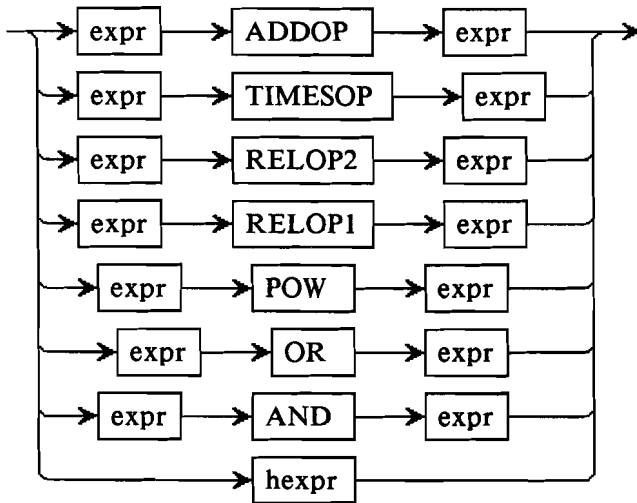 expr ADDOP expr
expr TIMESOP expr
expr RELOP2 expr
expr RELOP1 expr
expr POW expr
expr OR expr
expr AND expr
hexpr